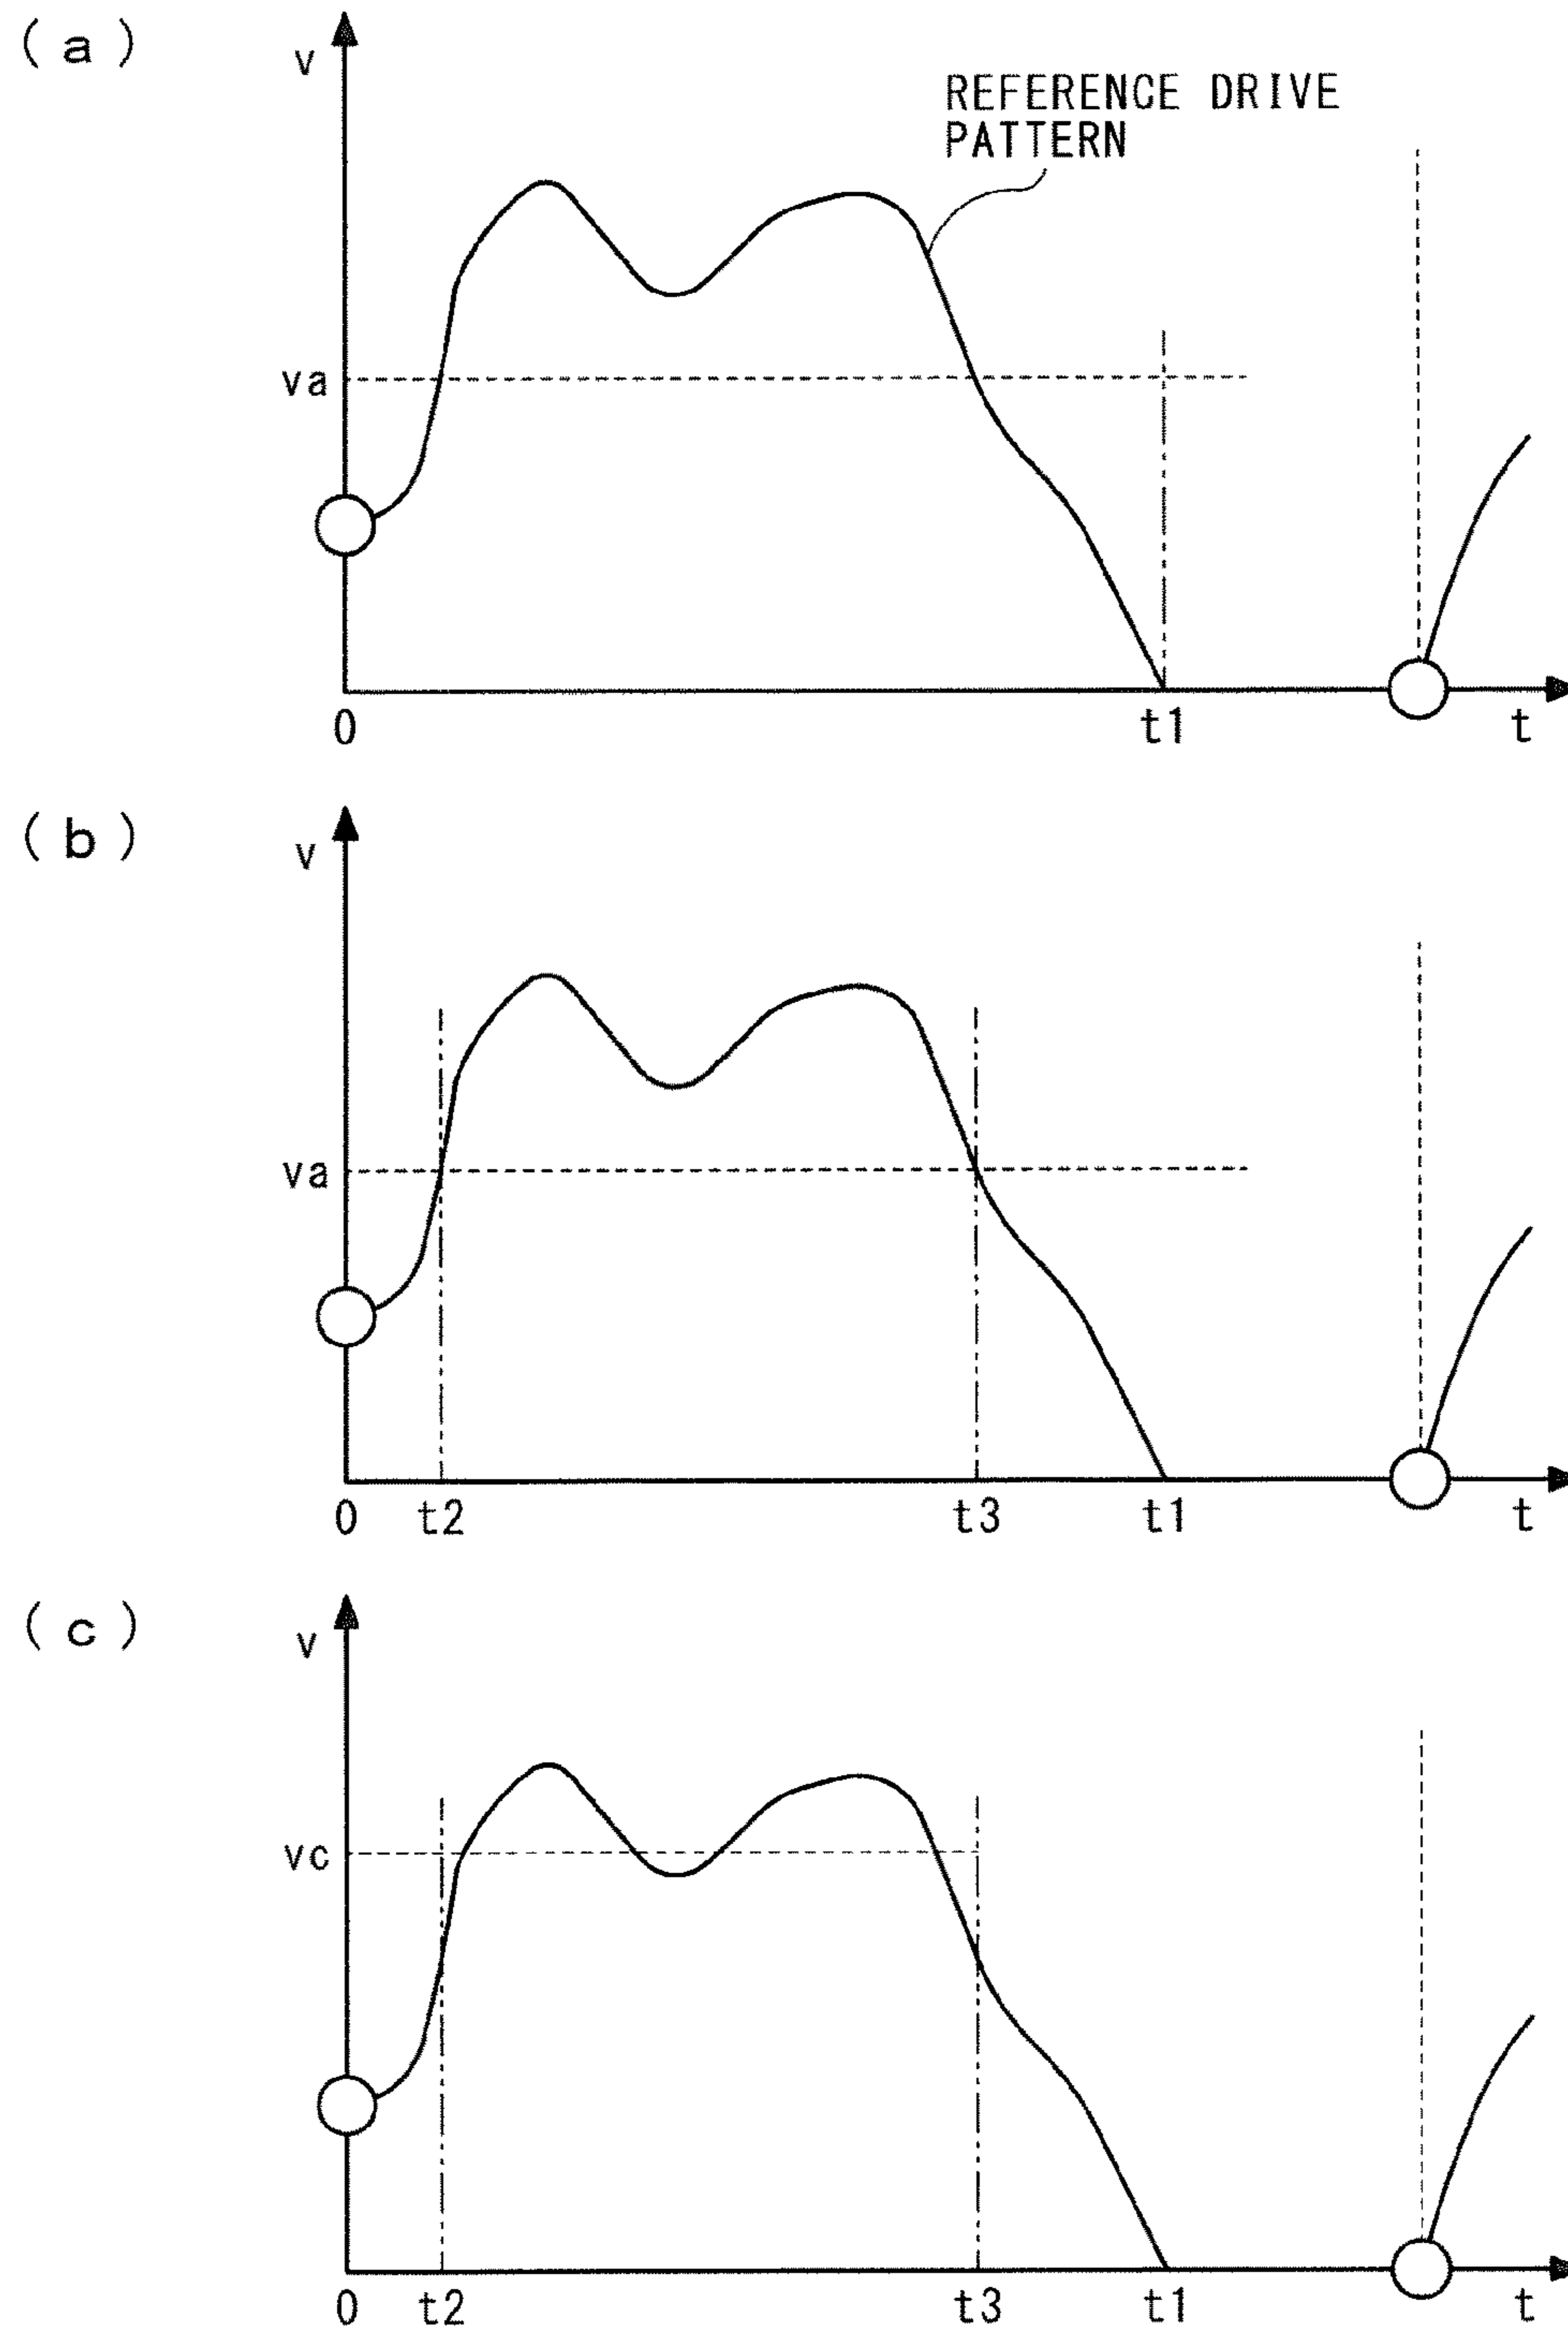 (a)
v
REFERENCE DRIVE
PATTERN
va
0 t1 t
(b)
v
va
0 t2 t3 t1 t
(c)
v
vc
0 t2 t3 t1 t